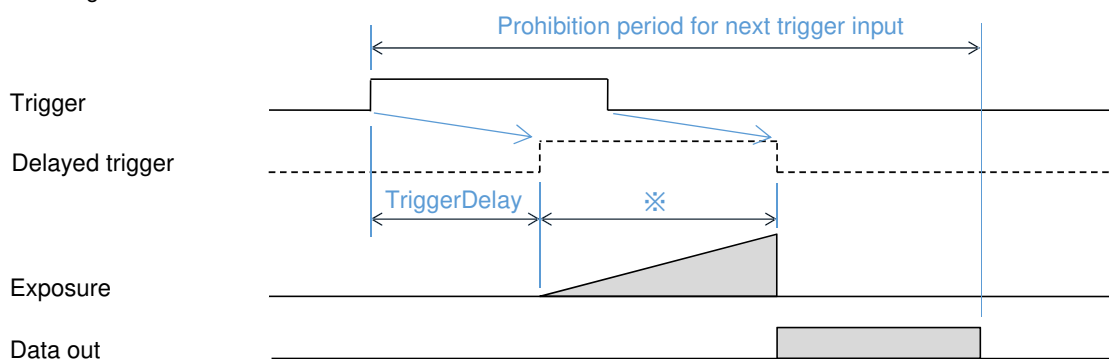 Prohibition period for next trigger input
Trigger
Delayed trigger
TriggerDelay
※
Exposure
Data out